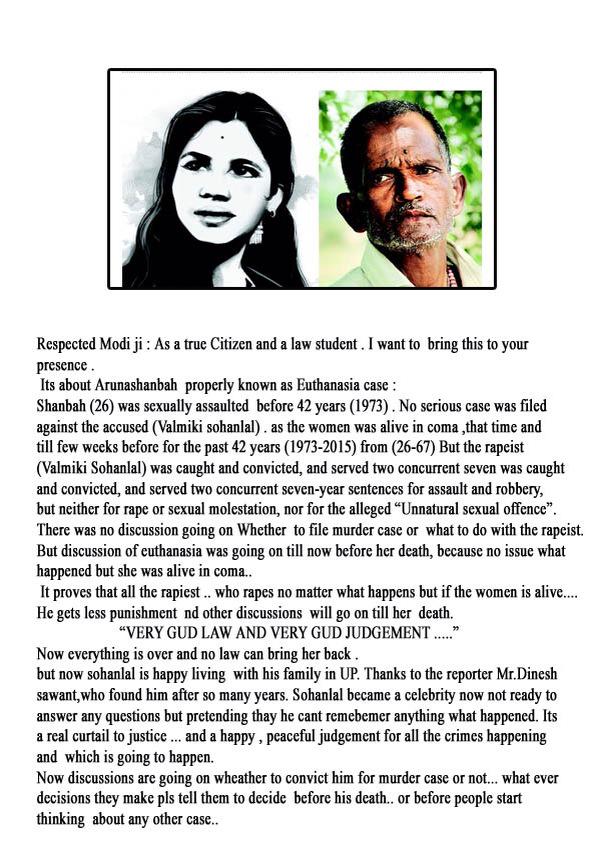 Respected Modi ji : As a true Citizen and a law student . I want to bring this to your
presence .
Its about Arunashanbah properly known as Euthanasia case :
Shanbah (26) was sexually assaulted before 42 years (1973) . No serious case was filed
against the accused (Valmiki sohanlal) . as the women was alive in coma ,that time and
till few weeks before for the past 42 years (1973-2015) from (26-67) But the rapeist
(Valmiki Sohanlal) was caught and convicted, and served two concurrent seven was caught
and convicted, and served two concurrent seven-year sentences for assault and robbery,
but neither for rape or sexual molestation, nor for the alleged “Unnatural sexual offence”.
There was no discussion going on Whether to file murder case or what to do with the rapeist.
But discussion of euthanasia was going on till now before her death, because no issue what
happened but she was alive in coma..
It proves that all the rapiest .. who rapes no matter what happens but if the women is alive....
He gets less punishment nd other discussions will go on till her death.
“VERY GUD LAW AND VERY GUD JUDGEMENT .....”
Now everything is over and no law can bring her back .
but now sohanlal is happy living with his family in UP. Thanks to the reporter Mr.Dinesh
sawant,who found him after so many years. Sohanlal became a celebrity now not ready to
answer any questions but pretending thay he cant remebemer anything what happened. Its
a real curtail to justice ... and a happy , peaceful judgement for all the crimes happening
and which is going to happen.
Now discussions are going on wheather to convict him for murder case or not... what ever
decisions they make pls tell them to decide before his death.. or before people start
thinking about any other case..